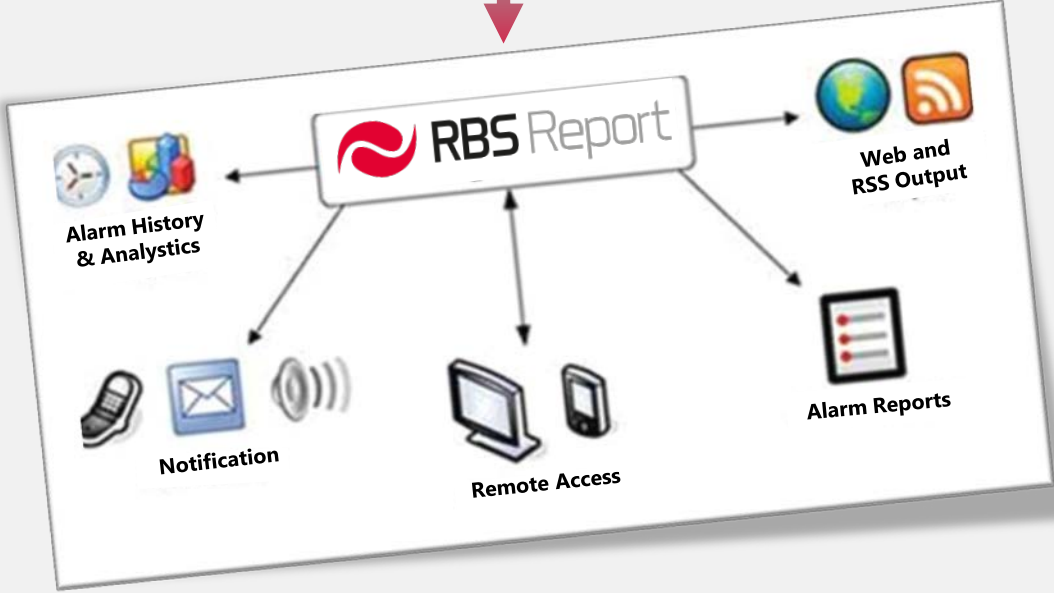 RBS Report
Web and
RSS Output
Alarm History
& Analystics
Alarm Reports
Notification
Remote Access